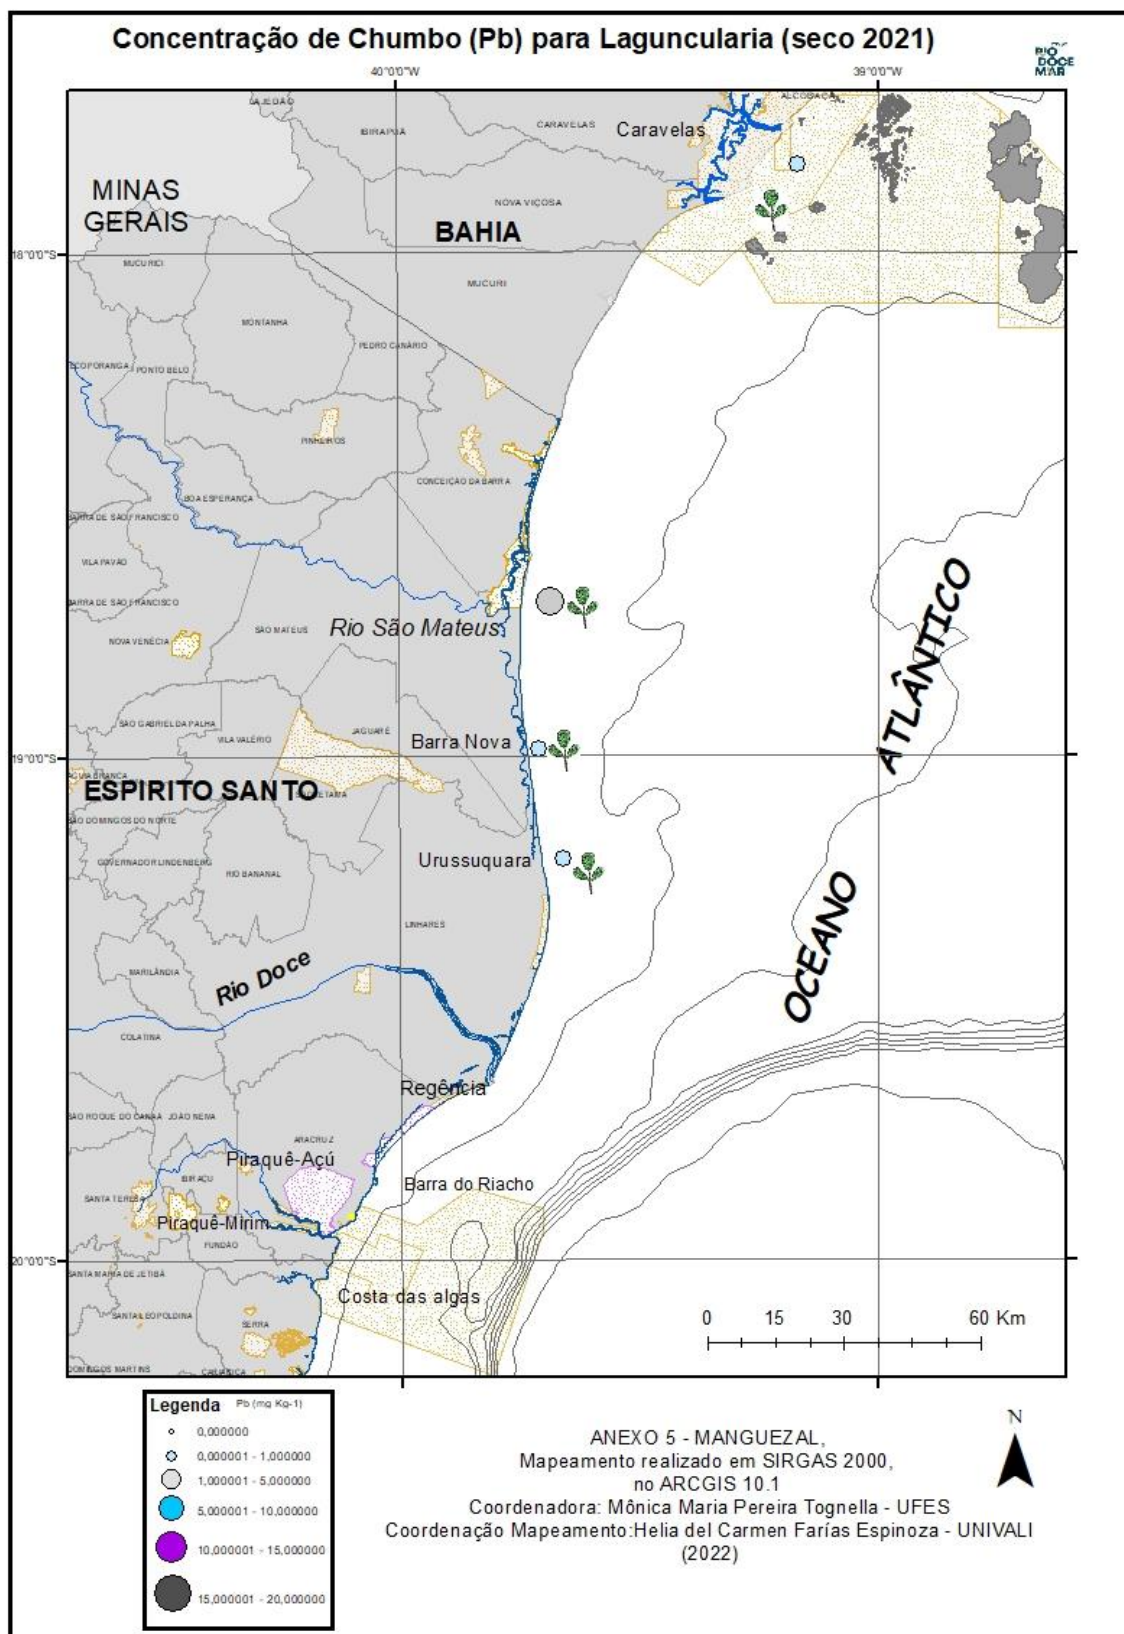 Concentração de Chumbo (Pb) para Laguncularia (seco 2021)
RIO
DOCE
MAR
40°0'0"W
39°0'0"W
LAJEDÃO
ALCOBAÇA
IBIRAPUÃ
CARAVELAS
Caravelas
MINAS
GERAIS
NOVA VIÇOSA
BAHIA
18°0'0"S
MUCURICI
MUCURI
MONTANHA
PEDRO CANÁRIO
ECOPORANGA
PONTO BELO
PINHEIROS
CONCEIÇÃO DA BARRA
BOA ESPERANÇA
BARRA DE SÃO FRANCISCO
VILA PAVÃO
BARRA DE SÃO FRANCISCO
SÃO MATEUS
Rio São Mateus
NOVA VENÉCIA
ATLÂNTICO
SÃO GABRIEL DA PALHA
JAGUARÉ
VILA VALÉRIO
Barra Nova
19°0'0"S
ÁGUIA BRANCA
ESPIRITO SANTO
SÃO DOMINGOS DO NORTE
GOVERNADOR LINDENBERG
Urussuquara
RIO BANANAL
LINHARES
OCEANO
MARILÂNDIA
Rio Doce
COLATINA
Regência
SÃO ROQUE DO CANAÃ
JOÃO NEIVA
ARACRUZ
Piraquê-Açú
IBIRAÇU
Barra do Riacho
SANTA TERESA
Piraquê-Mirim
FUNDÃO
20°0'0"S
SANTA MARIA DE JETIBÁ
Costa das algas
SANTA LEOPOLDINA
SERRA
0 15 30 60 Km
DOMINGOS MARTINS
CARIACICA
Legenda Pb (mg Kg-1)
0,000000
0,000001 - 1,000000
1,000001 - 5,000000
5,000001 - 10,000000
10,000001 - 15,000000
15,000001 - 20,000000
N
ANEXO 5 - MANGUEZAL,
Mapeamento realizado em SIRGAS 2000,
no ARCGIS 10.1
Coordenadora: Mônica Maria Pereira Tognella - UFES
Coordenação Mapeamento:Helia del Carmen Farías Espinoza - UNIVALI
(2022)